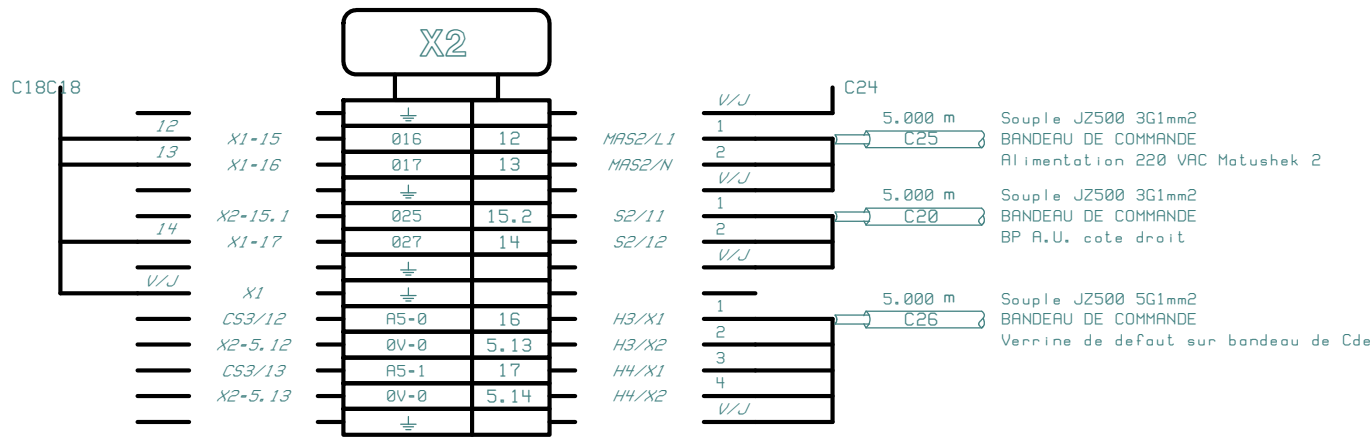 X2
C18C18 C24
V/J
12 X1-15 016 12 MAS2/L1 1 5.000 m C25 Souple JZ500 3G1mm2
BANDEAU DE COMMANDE
Alimentation 220 VAC Matushek 2
13 X1-16 017 13 MAS2/N 2
V/J
X2-15.1 025 15.2 S2/11 1 5.000 m C20 Souple JZ500 3G1mm2
BANDEAU DE COMMANDE
BP A.U. cote droit
14 X1-17 027 14 S2/12 2
V/J
V/J X1
CS3/12 A5-0 16 H3/X1 1 5.000 m C26 Souple JZ500 5G1mm2
BANDEAU DE COMMANDE
Verrine de defaut sur bandeau de Cde
X2-5.12 0V-0 5.13 H3/X2 2
CS3/13 A5-1 17 H4/X1 3
X2-5.13 0V-0 5.14 H4/X2 4
V/J